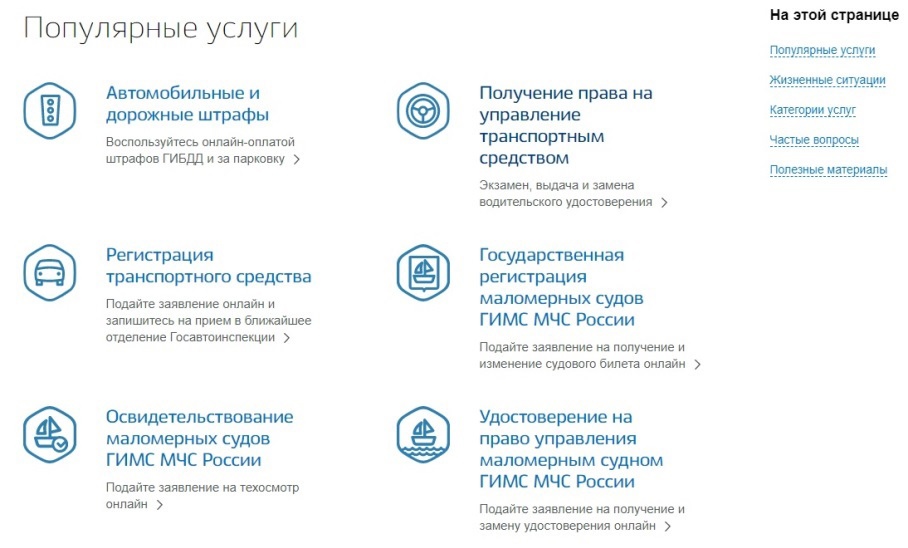 Популярные услуги
Автомобильные и
дорожные штрафы
Воспользуйтесь онлайн-оплатой
штрафов ГИБДД и за парковку
Получение права на
управление
транспортным
средством
Экзамен, выдача и замена
водительского удостоверения
Регистрация
транспортного средства
Подайте заявление онлайн и
запишитесь на прием в ближайшее
отделение Госавтоинспекции
Государственная
регистрация
маломерных судов
ГИМС МЧС России
Подайте заявление на получение и
изменение судового билета онлайн
Освидетельствование
маломерных судов
ГИМС МЧС России
Подайте заявление на техосмотр
онлайн
Удостоверение на
право управления
маломерным судном
ГИМС МЧС России
Подайте заявление на получение и
замену удостоверения онлайн
На этой странице
Популярные услуги
Жизненные ситуации
Категории услуг
Частые вопросы
Полезные материалы